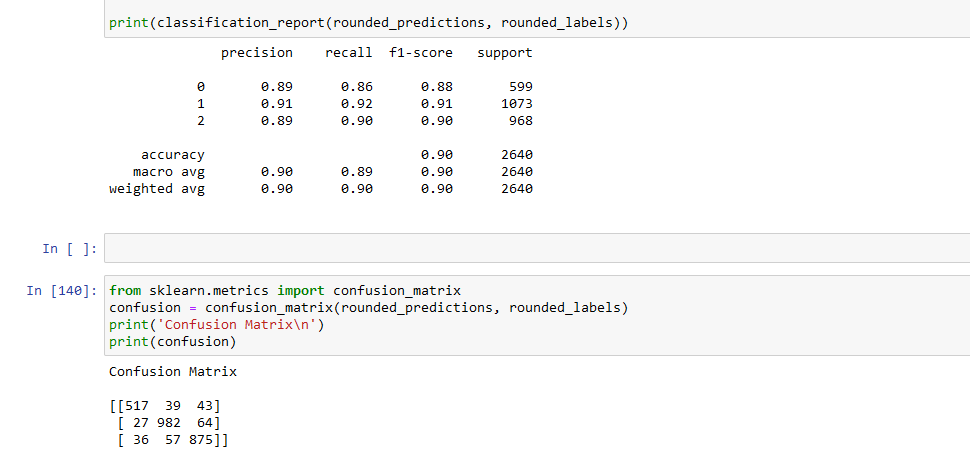 print(classification_report(rounded_predictions, rounded_labels))
precision recall f1-score support
0 0.89 0.86 0.88 599
1 0.91 0.92 0.91 1073
2 0.89 0.90 0.90 968
accuracy 0.90 2640
macro avg 0.90 0.89 0.90 2640
weighted avg 0.90 0.90 0.90 2640
In [ ]:
In [140]: from sklearn.metrics import confusion_matrix
confusion = confusion_matrix(rounded_predictions, rounded_labels)
print('Confusion Matrix\n')
print(confusion)
Confusion Matrix
[[517 39 43]
[ 27 982 64]
[ 36 57 875]]